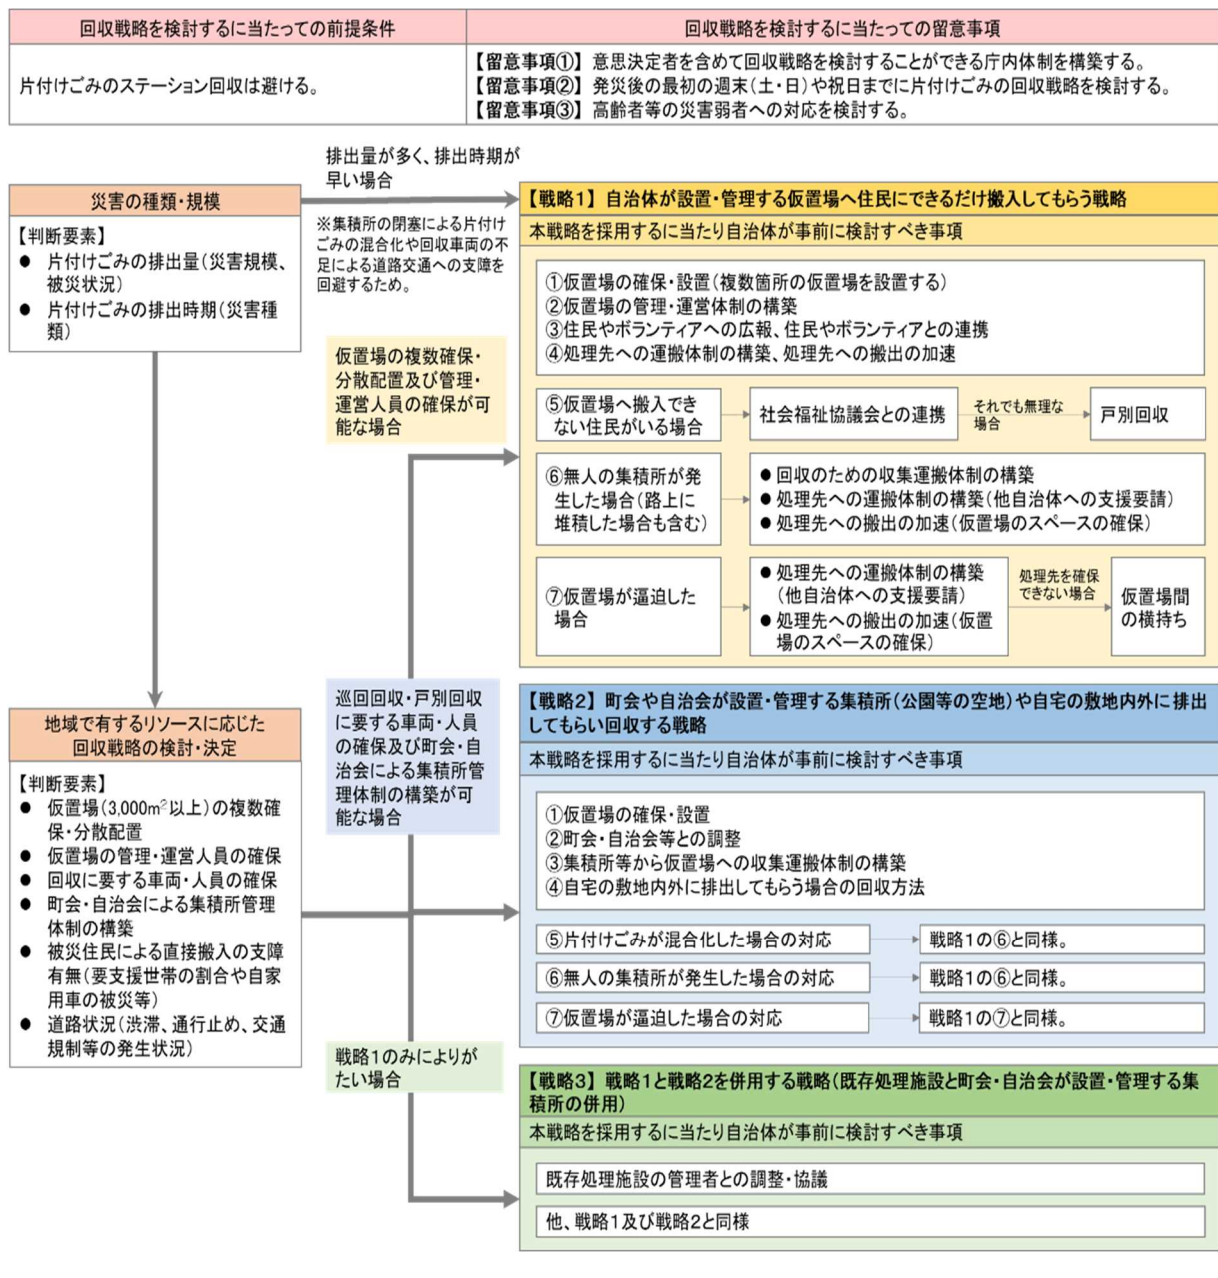 回収戦略を検討するに当たっての前提条件
回収戦略を検討するに当たっての留意事項
片付けごみのステーション回収は避ける。
【留意事項①】意思決定者を含めて回収戦略を検討することができる庁内体制を構築する。
【留意事項②】発災後の最初の週末(土・日)や祝日までに片付けごみの回収戦略を検討する。
【留意事項③】高齢者等の災害弱者への対応を検討する。
災害の種類・規模
【判断要素】
● 片付けごみの排出量(災害規模、
被災状況)
● 片付けごみの排出時期(災害種
類)
排出量が多く、排出時期が
早い場合
※集積所の閉塞による片付け
ごみの混合化や回収車両の不
足による道路交通への支障を
回避するため。
仮置場の複数確保・
分散配置及び管理・
運営人員の確保が可
能な場合
【戦略1】自治体が設置・管理する仮置場へ住民にできるだけ搬入してもらう戦略
本戦略を採用するに当たり自治体が事前に検討すべき事項
①仮置場の確保・設置(複数箇所の仮置場を設置する)
②仮置場の管理・運営体制の構築
③住民やボランティアへの広報、住民やボランティアとの連携
④処理先への運搬体制の構築、処理先への搬出の加速
⑤仮置場へ搬入でき
ない住民がいる場合
社会福祉協議会との連携
それでも無理な
場合
戸別回収
⑥無人の集積所が発
生した場合(路上に
堆積した場合も含む)
● 回収のための収集運搬体制の構築
● 処理先への運搬体制の構築(他自治体への支援要請)
● 処理先への搬出の加速(仮置場のスペースの確保)
⑦仮置場が逼迫した
場合
● 処理先への運搬体制の構築
(他自治体への支援要請)
● 処理先への搬出の加速(仮置
場のスペースの確保)
処理先を確保
できない場合
仮置場間
の横持ち
地域で有するリソースに応じた
回収戦略の検討・決定
【判断要素】
● 仮置場(3,000m²以上)の複数確
保・分散配置
● 仮置場の管理・運営人員の確保
● 回収に要する車両・人員の確保
● 町会・自治会による集積所管理
体制の構築
● 被災住民による直接搬入の支障
有無(要支援世帯の割合や自家
用車の被災等)
● 道路状況(渋滞、通行止め、交通
規制等の発生状況)
巡回回収・戸別回収
に要する車両・人員
の確保及び町会・自
治会による集積所管
理体制の構築が可
能な場合
【戦略2】町会や自治会が設置・管理する集積所(公園等の空地)や自宅の敷地内外に排出
してもらい回収する戦略
本戦略を採用するに当たり自治体が事前に検討すべき事項
①仮置場の確保・設置
②町会・自治会等との調整
③集積所等から仮置場への収集運搬体制の構築
④自宅の敷地内外に排出してもらう場合の回収方法
⑤片付けごみが混合化した場合の対応
戦略1の⑥と同様。
⑥無人の集積所が発生した場合の対応
戦略1の⑥と同様。
⑦仮置場が逼迫した場合の対応
戦略1の⑦と同様。
戦略1のみによりが
たい場合
【戦略3】戦略1と戦略2を併用する戦略(既存処理施設と町会・自治会が設置・管理する集
積所の併用)
本戦略を採用するに当たり自治体が事前に検討すべき事項
既存処理施設の管理者との調整・協議
他、戦略1及び戦略2と同様